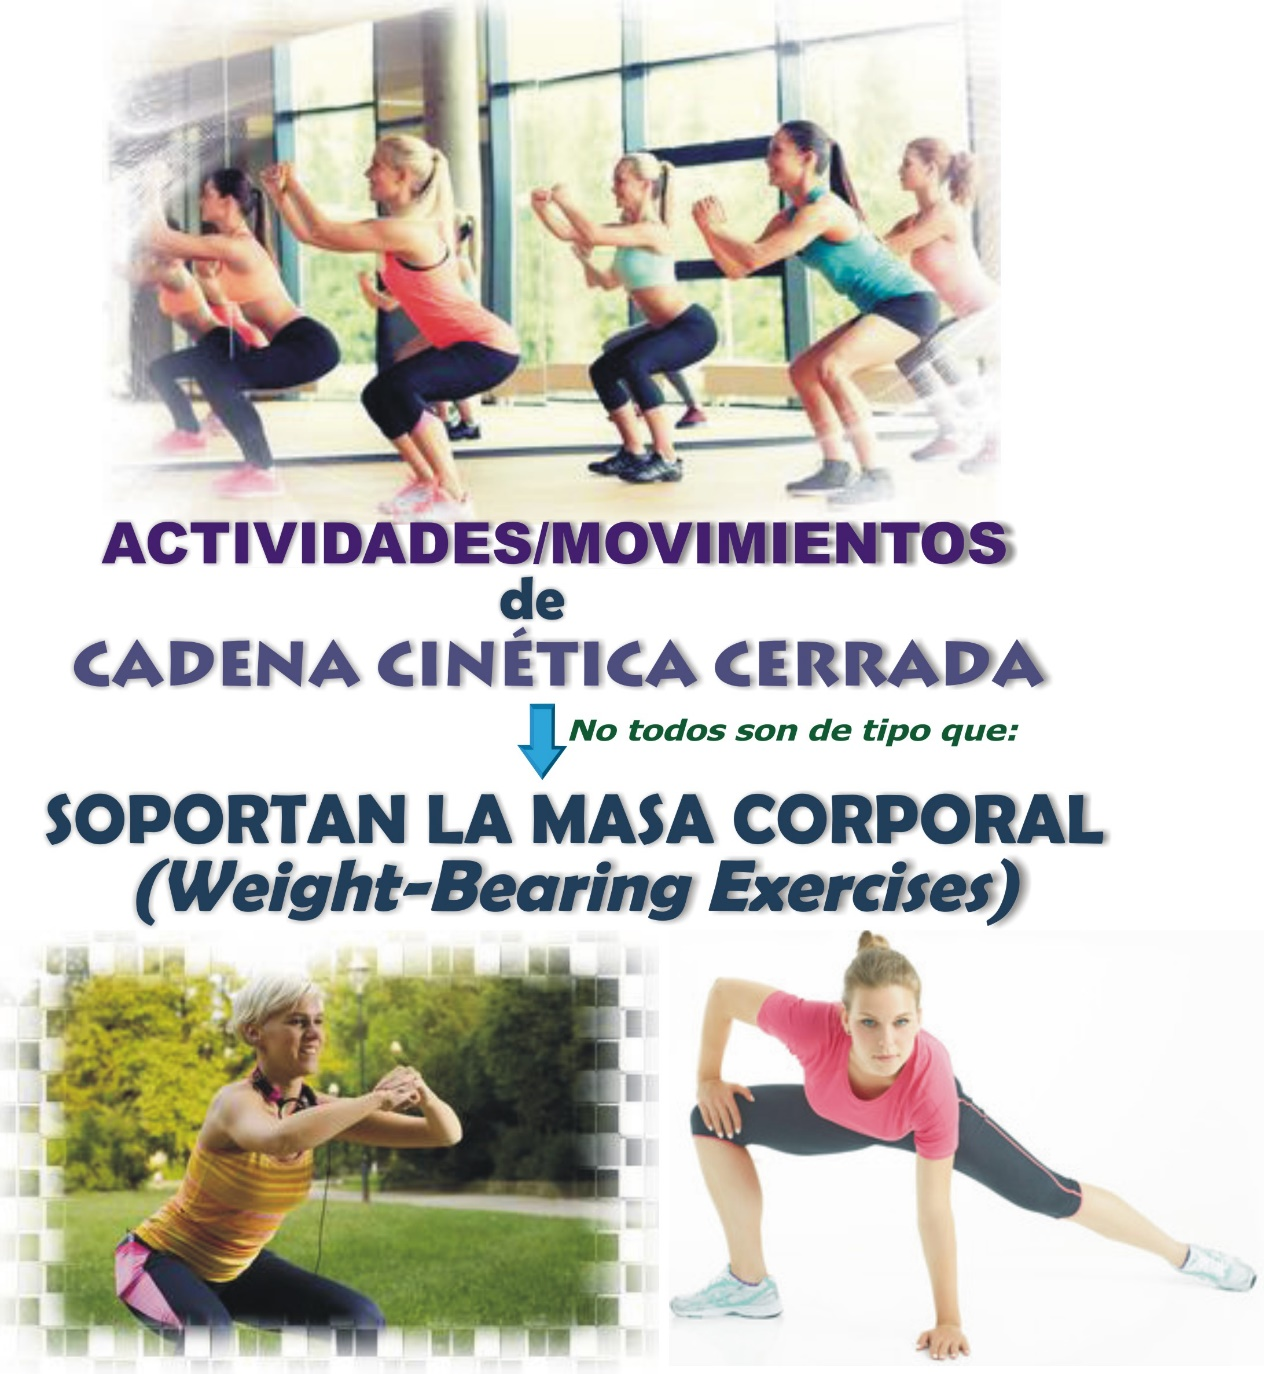 ACTIVIDADES/MOVIMIENTOS
de
CADENA CINÉTICA CERRADA
No todos son de tipo que:
SOPORTAN LA MASA CORPORAL
(Weight-Bearing Exercises)